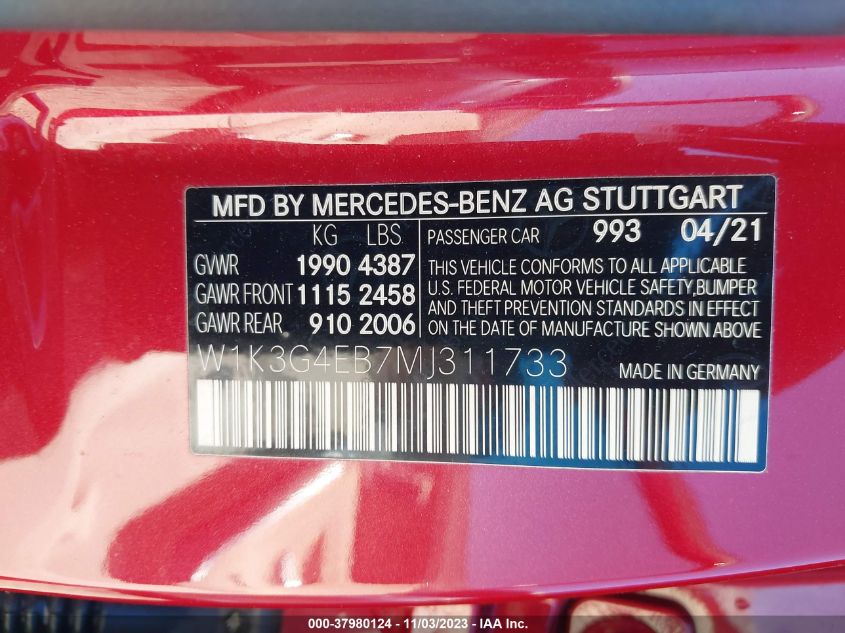 MFD BY MERCEDES-BENZ AG STUTTGART
KG LBS
GVWR 1990 4387
GAWR FRONT 1115 2458
GAWR REAR 910 2006
PASSENGER CAR 993 04/21
THIS VEHICLE CONFORMS TO ALL APPLICABLE
U.S. FEDERAL MOTOR VEHICLE SAFETY,BUMPER
AND THEFT PREVENTION STANDARDS IN EFFECT
ON THE DATE OF MANUFACTURE SHOWN ABOVE
W1K3G4EB7MJ311733 MADE IN GERMANY
000-37980124 - 11/03/2023 - IAA Inc.